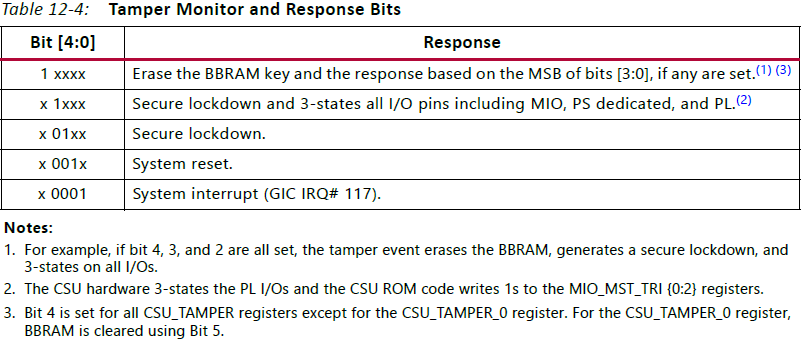 Table 12-4: Tamper Monitor and Response Bits
Bit [4:0] Response
1 xxxx Erase the BBRAM key and the response based on the MSB of bits [3:0], if any are set.(1) (3)
x 1xxx Secure lockdown and 3-states all I/O pins including MIO, PS dedicated, and PL.(2)
x 01xx Secure lockdown.
x 001x System reset.
x 0001 System interrupt (GIC IRQ# 117).
Notes:
1. For example, if bit 4, 3, and 2 are all set, the tamper event erases the BBRAM, generates a secure lockdown, and
3-states on all I/Os.
2. The CSU hardware 3-states the PL I/Os and the CSU ROM code writes 1s to the MIO_MST_TRI {0:2} registers.
3. Bit 4 is set for all CSU_TAMPER registers except for the CSU_TAMPER_0 register. For the CSU_TAMPER_0 register,
BBRAM is cleared using Bit 5.